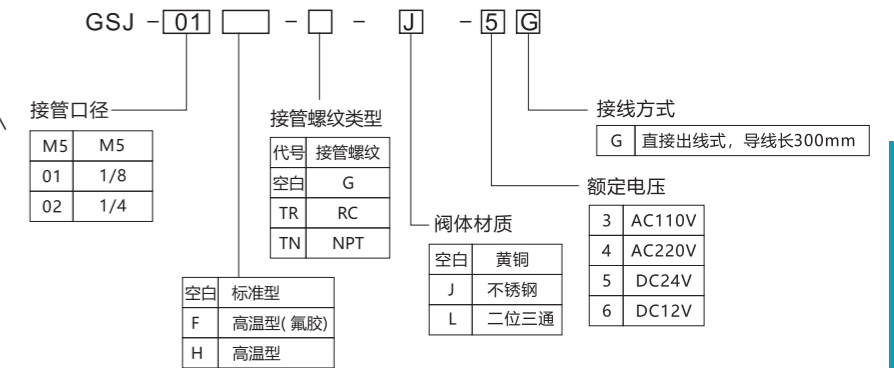 GSJ - 01 - - J - 5 G
接管口径
M5 M5
01 1/8
02 1/4
空白 标准型
F 高温型(氟胶)
H 高温型
接管螺纹类型
代号 接管螺纹
空白 G
TR RC
TN NPT
阀体材质
空白 黄铜
J 不锈钢
L 二位三通
额定电压
3 AC110V
4 AC220V
5 DC24V
6 DC12V
接线方式
G 直接出线式，导线长300mm